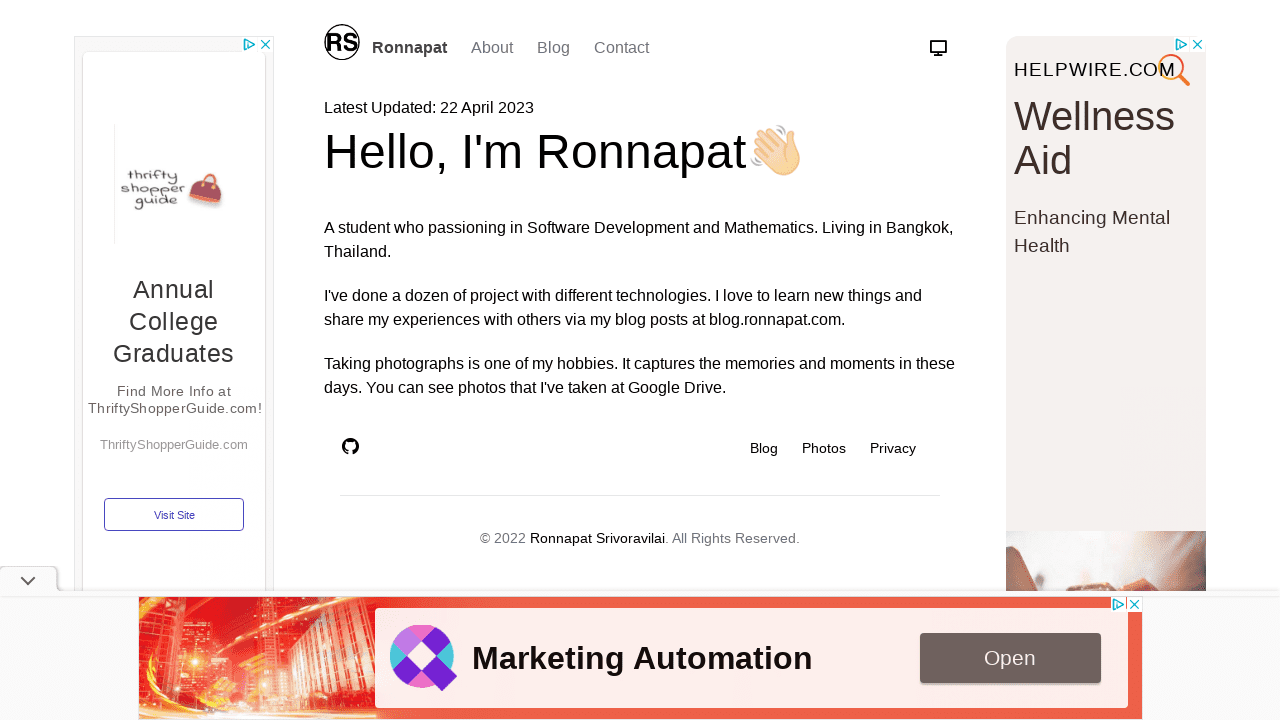 RS
Ronnapat
About
Blog
Contact
Latest Updated: 22 April 2023
Hello, I'm Ronnapat👋🏻
A student who passioning in Software Development and Mathematics. Living in Bangkok,
Thailand.
I've done a dozen of project with different technologies. I love to learn new things and
share my experiences with others via my blog posts at blog.ronnapat.com.
Taking photographs is one of my hobbies. It captures the memories and moments in these
days. You can see photos that I've taken at Google Drive.
Blog
Photos
Privacy
© 2022 Ronnapat Srivoravilai. All Rights Reserved.
thrifty
shopper
guide
Annual
College
Graduates
Find More Info at
ThriftyShopperGuide.com!
ThriftyShopperGuide.com
Visit Site
HELPWIRE.COM
Wellness
Aid
Enhancing Mental
Health
Marketing Automation
Open